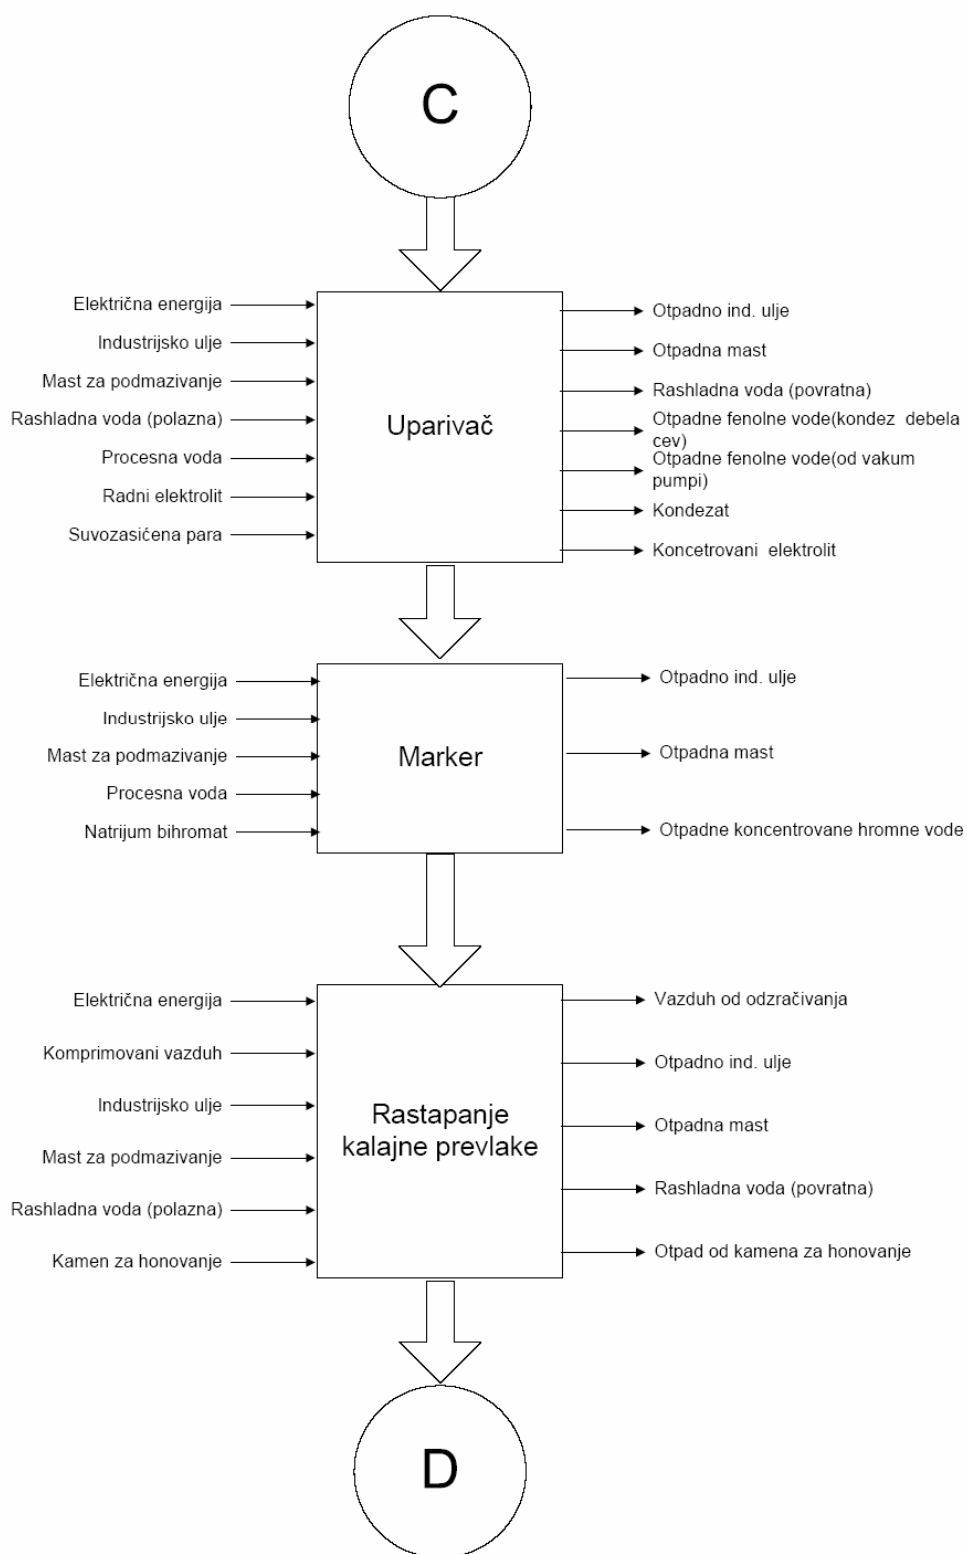 C
Električna energija
Industrijsko ulje
Mast za podmazivanje
Rashladna voda (polazna)
Procesna voda
Radni elektrolit
Suvozasićena para
Uparivač
Otpadno ind. ulje
Otpadna mast
Rashladna voda (povratna)
Otpadne fenolne vode(kondez debela
cev)
Otpadne fenolne vode(od vakum
pumpi)
Kondezat
Koncetrovani elektrolit
Električna energija
Industrijsko ulje
Mast za podmazivanje
Procesna voda
Natrijum bihromat
Marker
Otpadno ind. ulje
Otpadna mast
Otpadne koncentrovane hromne vode
Električna energija
Komprimovani vazduh
Industrijsko ulje
Mast za podmazivanje
Rashladna voda (polazna)
Kamen za honovanje
Rastapanje
kalajne prevlake
Vazduh od odzračivanja
Otpadno ind. ulje
Otpadna mast
Rashladna voda (povratna)
Otpad od kamena za honovanje
D